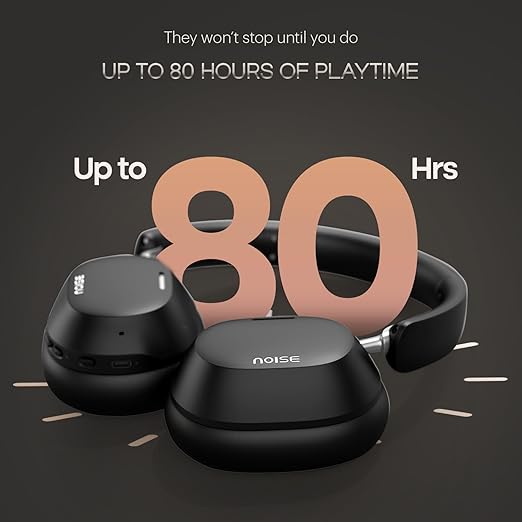 They won't stop until you do
UP TO 80 HOURS OF PLAYTIME
Up to 80 Hrs
noise
noise